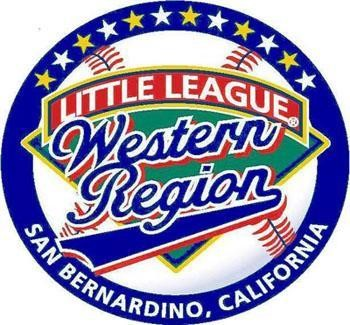 LITTLE LEAGUE®
Western
Region
SAN BERNARDINO, CALIFORNIA